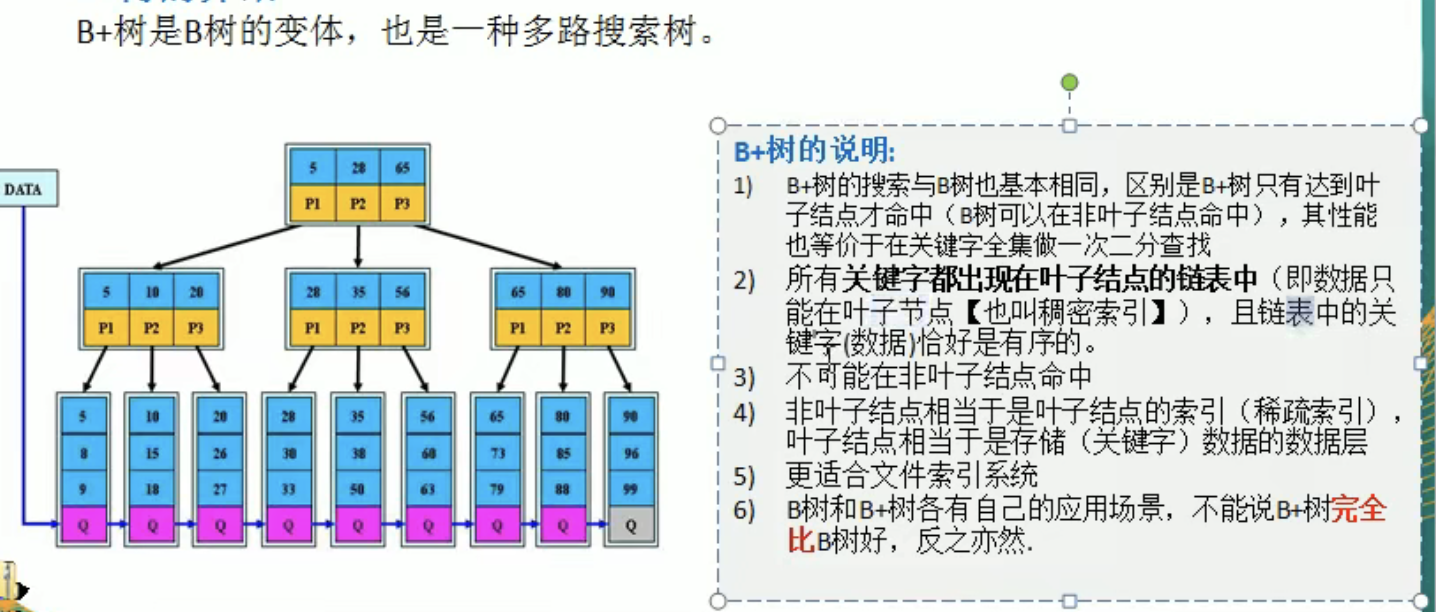 B+树是B树的变体，也是一种多路搜索树。
DATA
5 28 65
P1 P2 P3
5 10 20
P1 P2 P3
28 35 56
P1 P2 P3
65 80 90
P1 P2 P3
5 10 20 28 35 56 65 80 90
8 15 26 30 38 60 73 85 96
9 18 27 33 50 63 79 88 99
Q Q Q Q Q Q Q Q Q
B+树的说明:
1) B+树的搜索与B树也基本相同，区别是B+树只有达到叶
子结点才命中（B树可以在非叶子结点命中），其性能
也等价于在关键字全集做一次二分查找
2) 所有关键字都出现在叶子结点的链表中（即数据只
能在叶子节点【也叫稠密索引】），且链表中的关
键字(数据)恰好是有序的。
3) 不可能在非叶子结点命中
4) 非叶子结点相当于是叶子结点的索引（稀疏索引），
叶子结点相当于是存储（关键字）数据的数据层
5) 更适合文件索引系统
6) B树和B+树各有自己的应用场景，不能说B+树完全
比B树好，反之亦然.